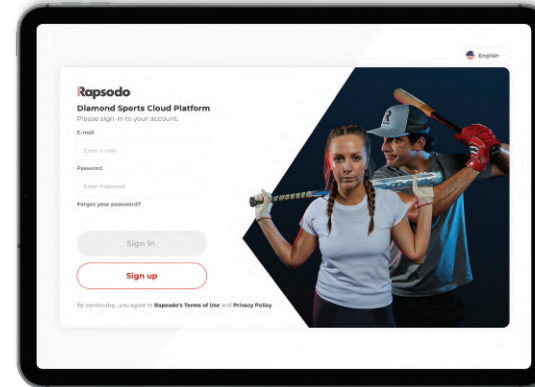 English
Rapsodo
Diamond Sports Cloud Platform
Please sign-in to your account.
E-mail
Enter e-mail
Password
Enter Password
Forgot your password?
Sign in
Sign up
By continuing , you agree to Rapsodo's Terms of Use and Privacy Policy
R